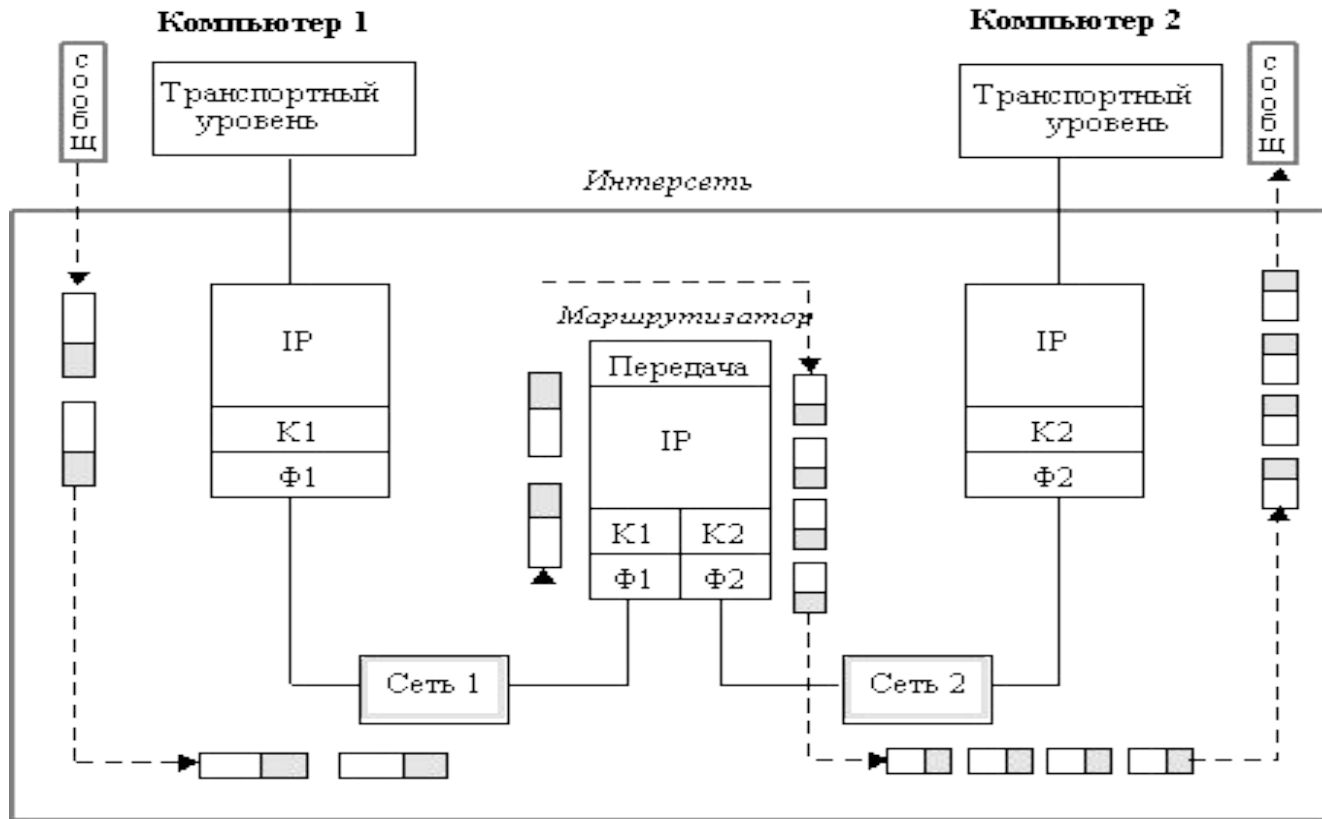 Компьютер 1
Компьютер 2
сообщ
Транспортный
уровень
Транспортный
уровень
сообщ
Интерсеть
IP
К1
Ф1
Маршрутизатор
Передача
IP
К1
К2
Ф1
Ф2
IP
К2
Ф2
Сеть 1
Сеть 2